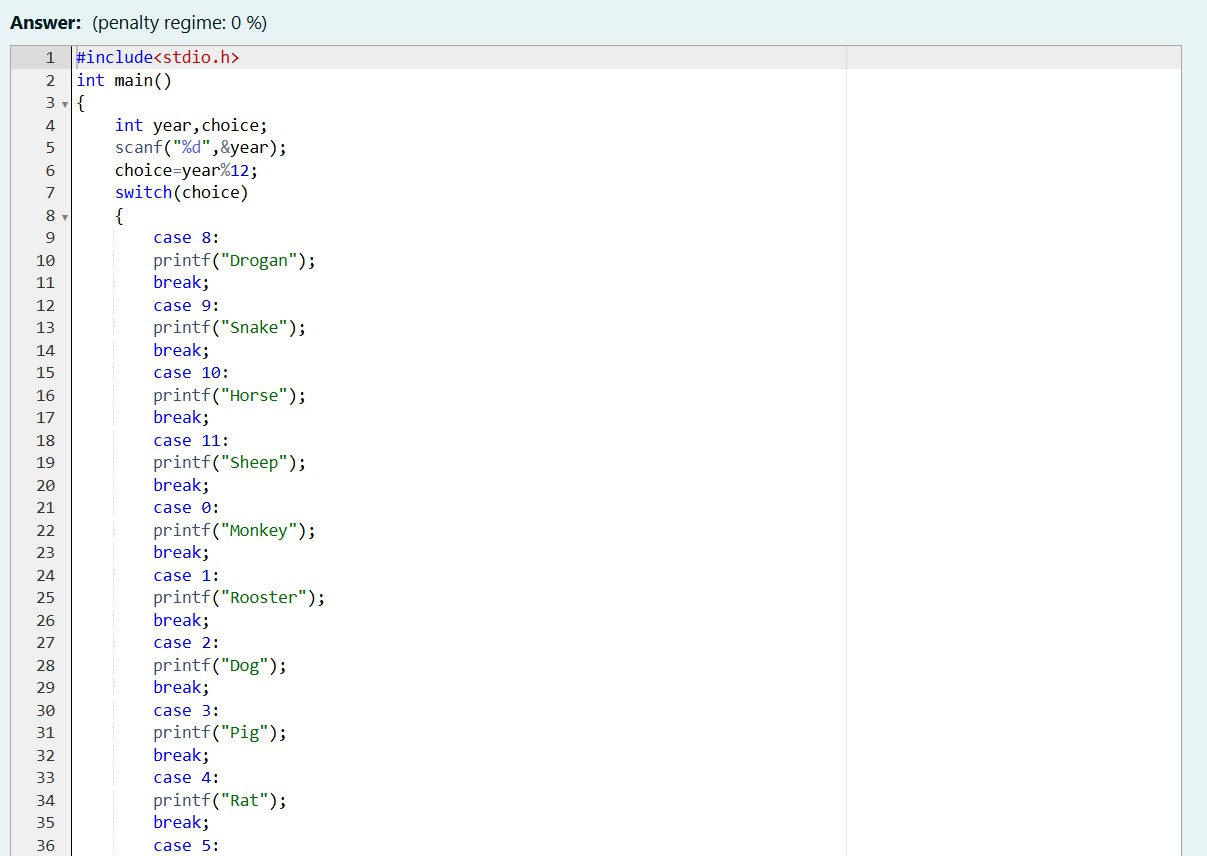 Answer: (penalty regime: 0 %)
1 #include<stdio.h>
2 int main()
3 {
4 int year,choice;
5 scanf("%d",&year);
6 choice=year%12;
7 switch(choice)
8 {
9 case 8:
10 printf("Drogan");
11 break;
12 case 9:
13 printf("Snake");
14 break;
15 case 10:
16 printf("Horse");
17 break;
18 case 11:
19 printf("Sheep");
20 break;
21 case 0:
22 printf("Monkey");
23 break;
24 case 1:
25 printf("Rooster");
26 break;
27 case 2:
28 printf("Dog");
29 break;
30 case 3:
31 printf("Pig");
32 break;
33 case 4:
34 printf("Rat");
35 break;
36 case 5: